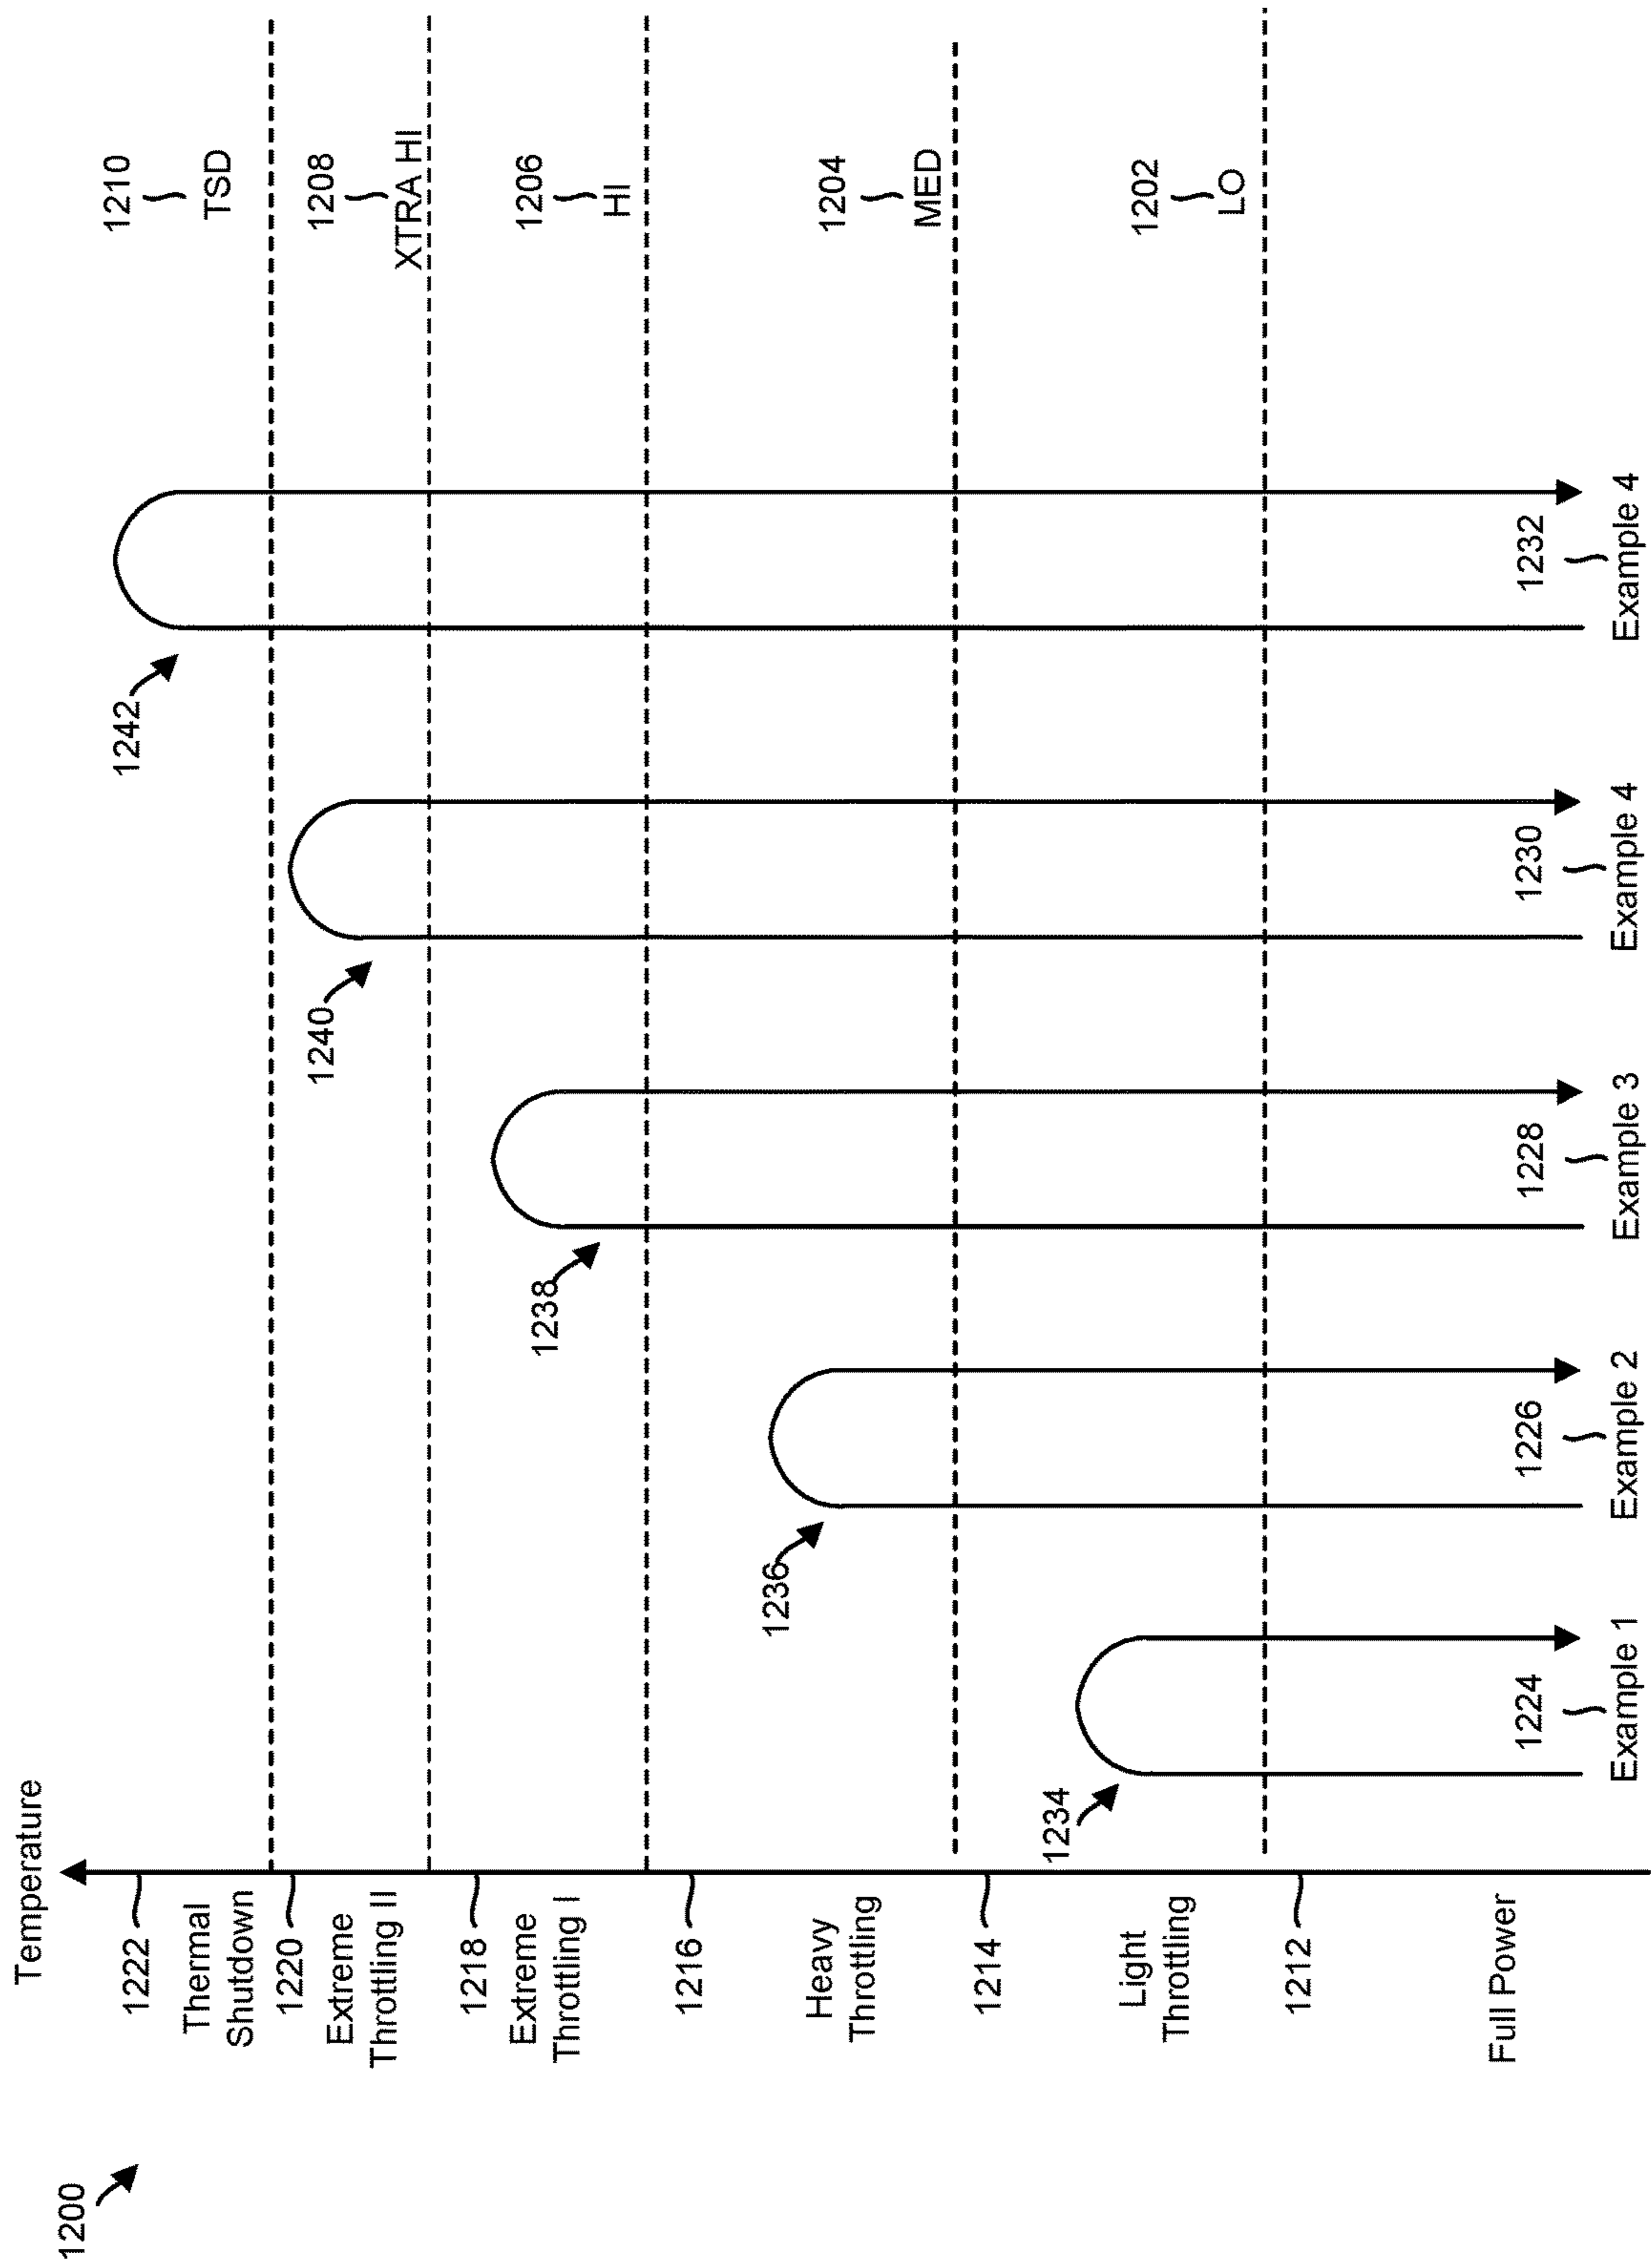 1200
Temperature
1222
Thermal
Shutdown
1220
Extreme
Throttling II
1218
Extreme
Throttling I
1216
Heavy
Throttling
1214
Light
Throttling
1212
Full Power
1234
1236
1238
1240
1242
1210
TSD
1208
XTRA HI
1206
HI
1204
MED
1202
LO
1224
Example 1
1226
Example 2
1228
Example 3
1230
Example 4
1232
Example 4